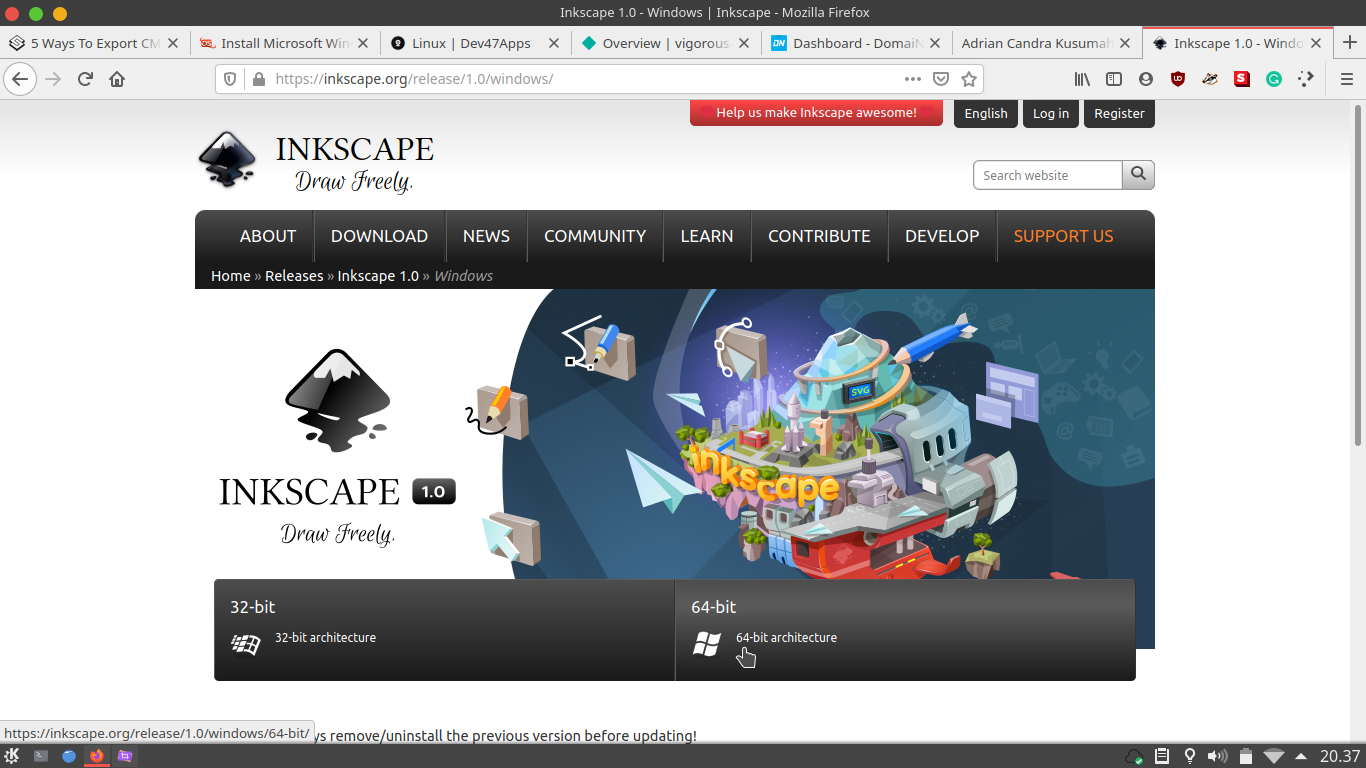 Inkscape 1.0 - Windows | Inkscape - Mozilla Firefox
5 Ways To Export CM
Install Microsoft Win
Linux | Dev47Apps
Overview | vigorous-
Dashboard - DomaiN
Adrian Candra Kusumah
Inkscape 1.0 - Windo
https://inkscape.org/release/1.0/windows/
Help us make Inkscape awesome!
English
Log in
Register
INKSCAPE
Draw Freely.
Search website
ABOUT
DOWNLOAD
NEWS
COMMUNITY
LEARN
CONTRIBUTE
DEVELOP
SUPPORT US
Home » Releases » Inkscape 1.0 » Windows
SVG
inkscape
INKSCAPE 1.0
Draw Freely.
32-bit
32-bit architecture
64-bit
64-bit architecture
https://inkscape.org/release/1.0/windows/64-bit/
ys remove/uninstall the previous version before updating!
20.37